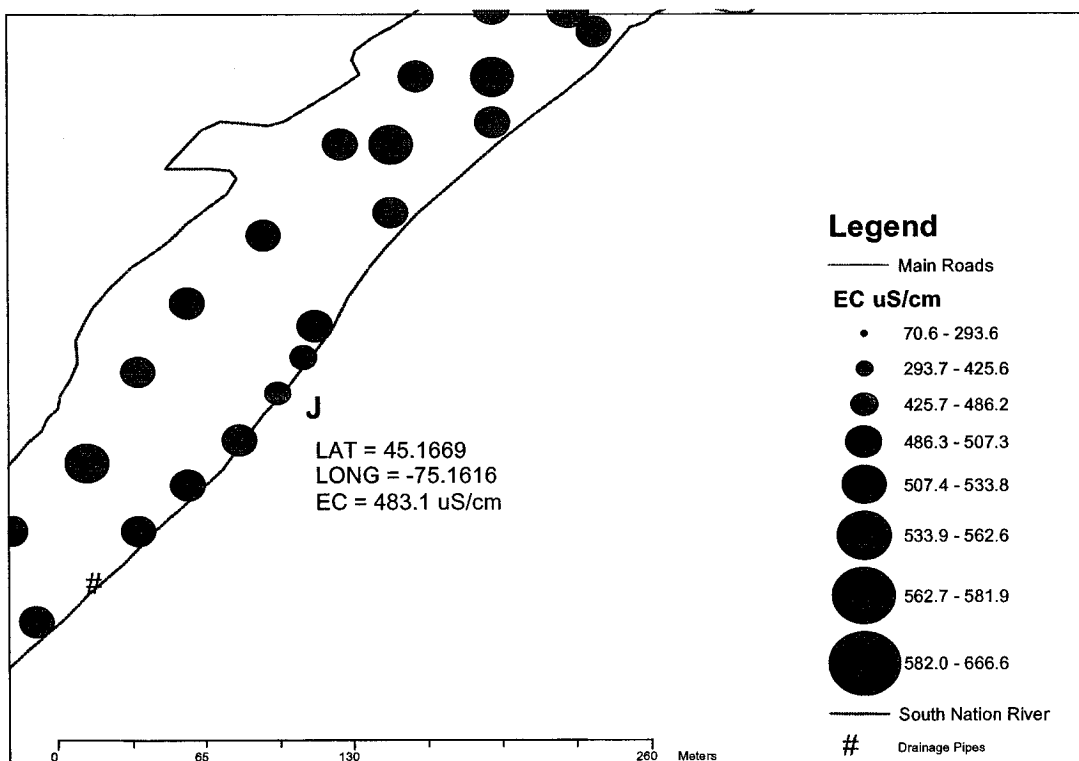 J
LAT = 45.1669
LONG = -75.1616
EC = 483.1 uS/cm
#
Legend
Main Roads
EC uS/cm
70.6 - 293.6
293.7 - 425.6
425.7 - 486.2
486.3 - 507.3
507.4 - 533.8
533.9 - 562.6
562.7 - 581.9
582.0 - 666.6
South Nation River
# Drainage Pipes
0 65 130 260 Meters